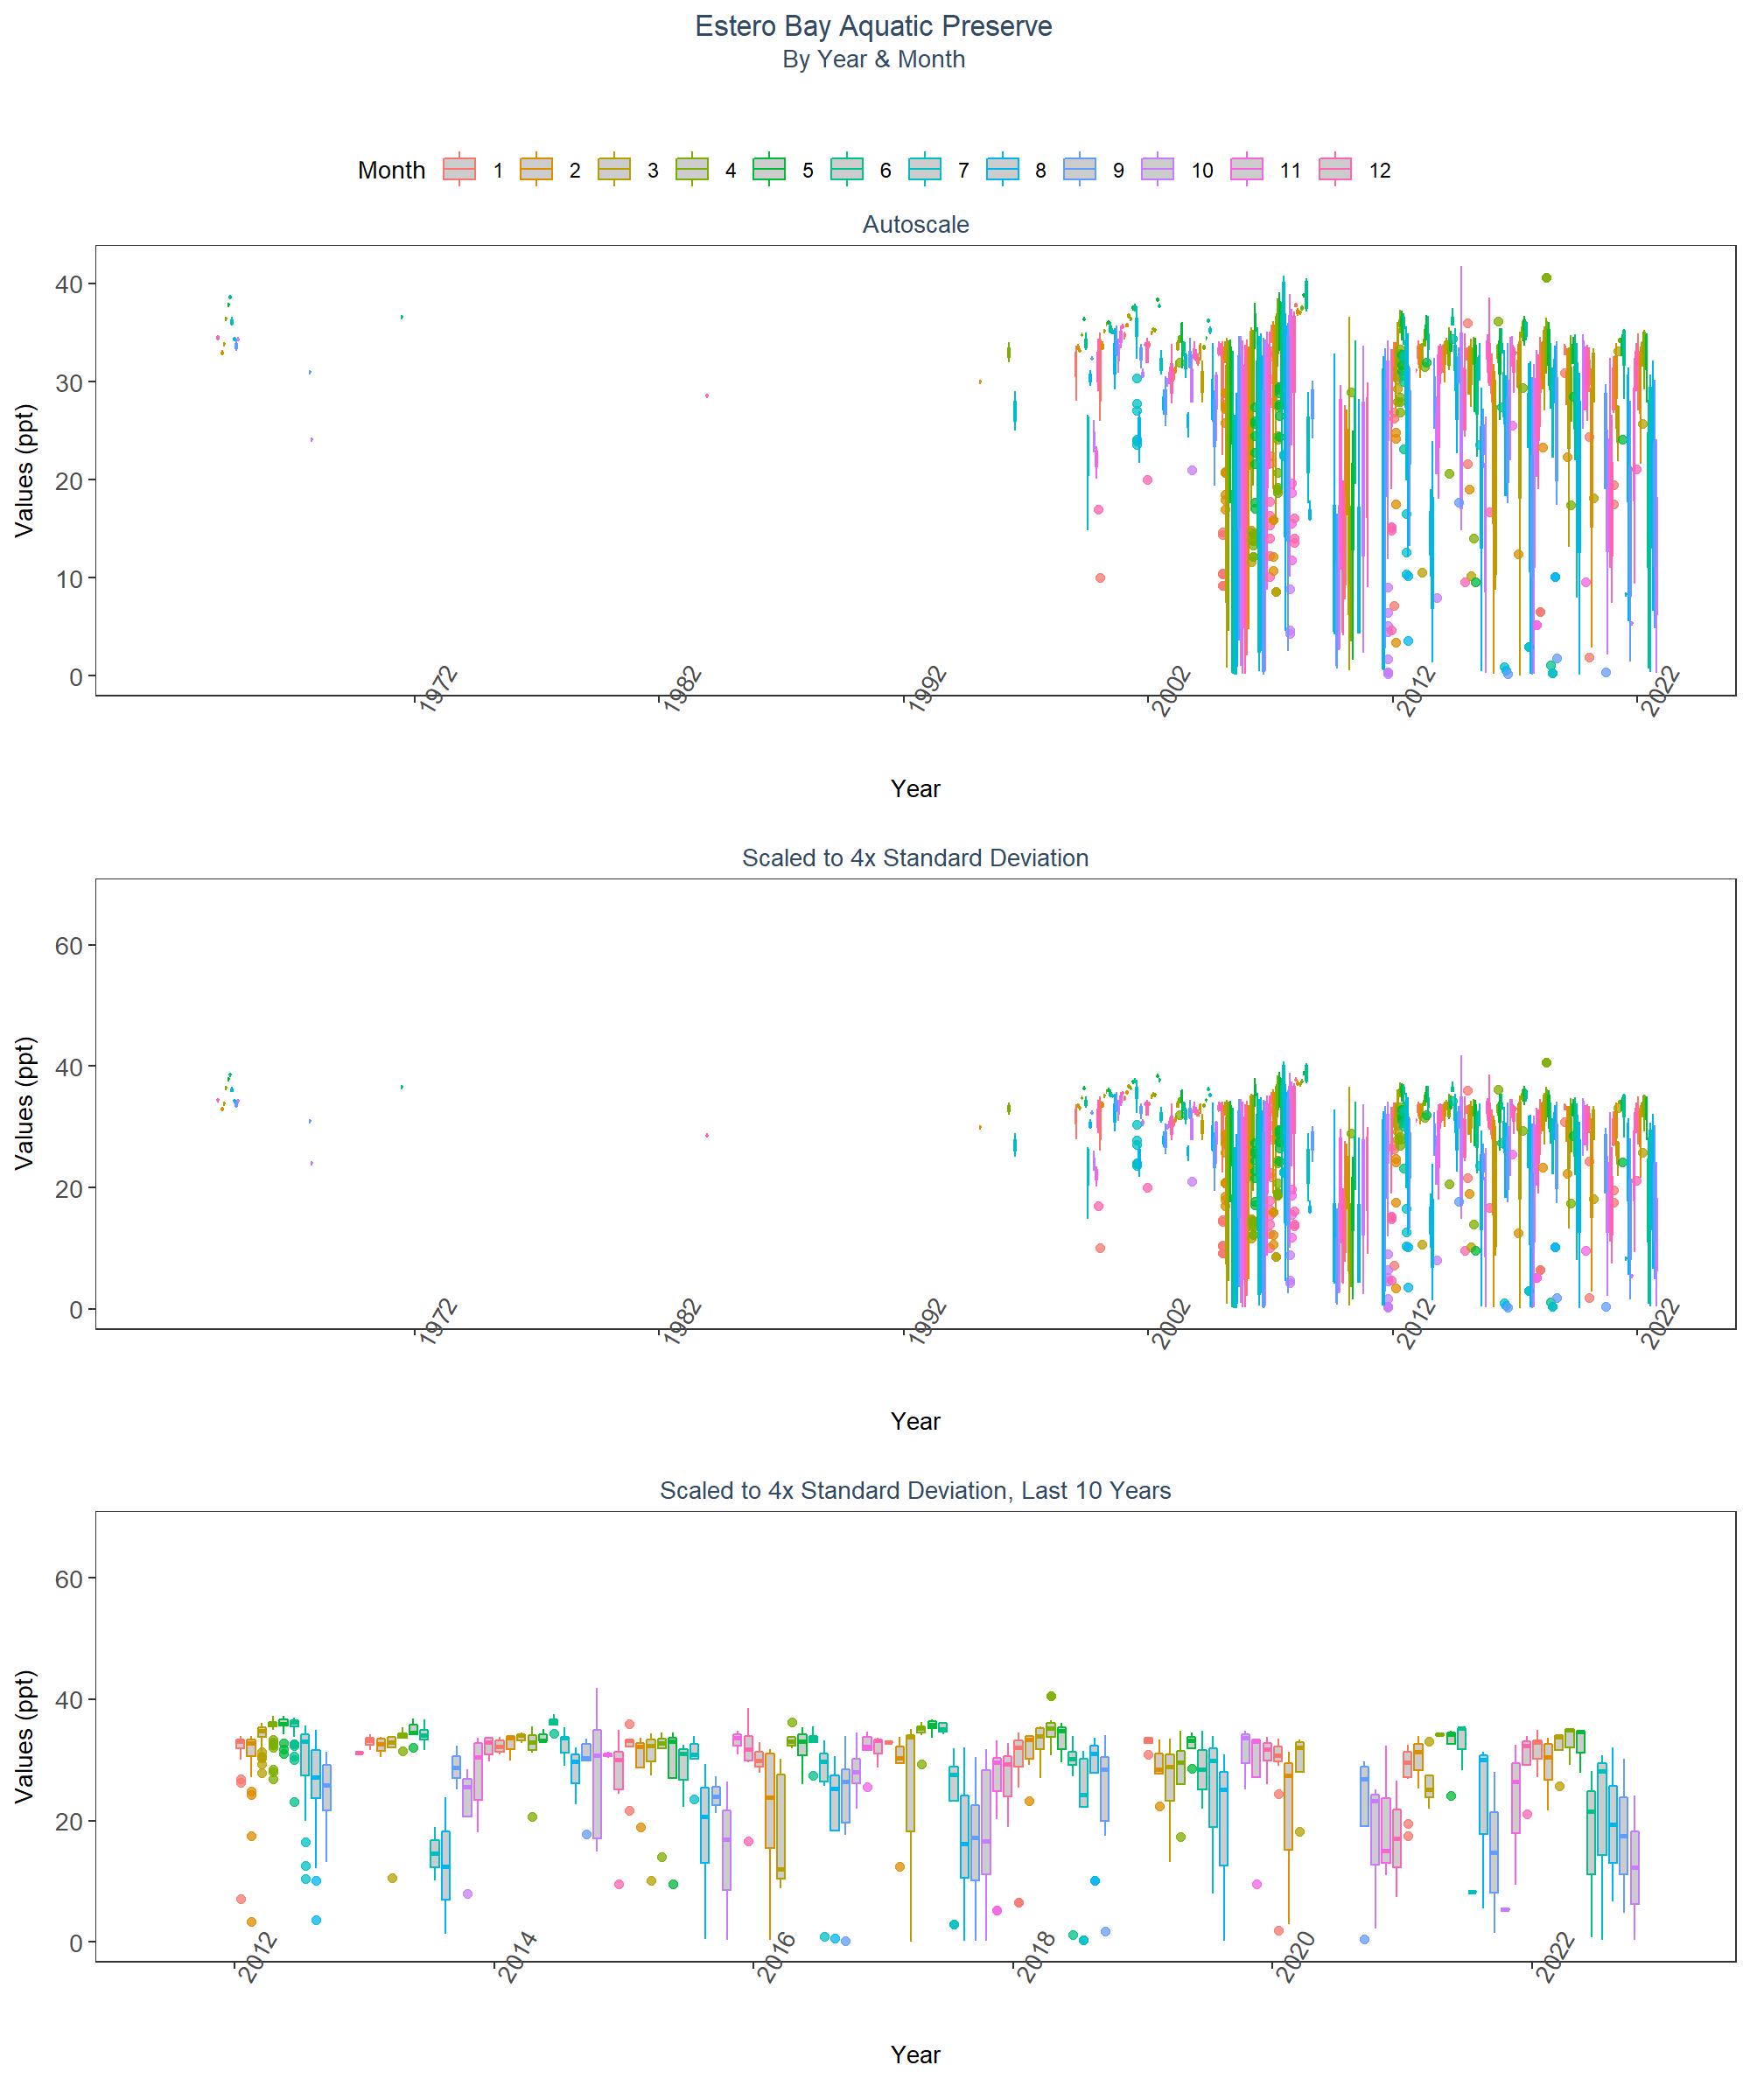 Estero Bay Aquatic Preserve
By Year & Month
Month 1 2 3 4 5 6 7 8 9 10 11 12
Autoscale
Values (ppt)
40
30
20
10
0
1972 1982 1992 2002 2012 2022
Year
Scaled to 4x Standard Deviation
Values (ppt)
60
40
20
0
1972 1982 1992 2002 2012 2022
Year
Scaled to 4x Standard Deviation, Last 10 Years
Values (ppt)
60
40
20
0
2012 2014 2016 2018 2020 2022
Year